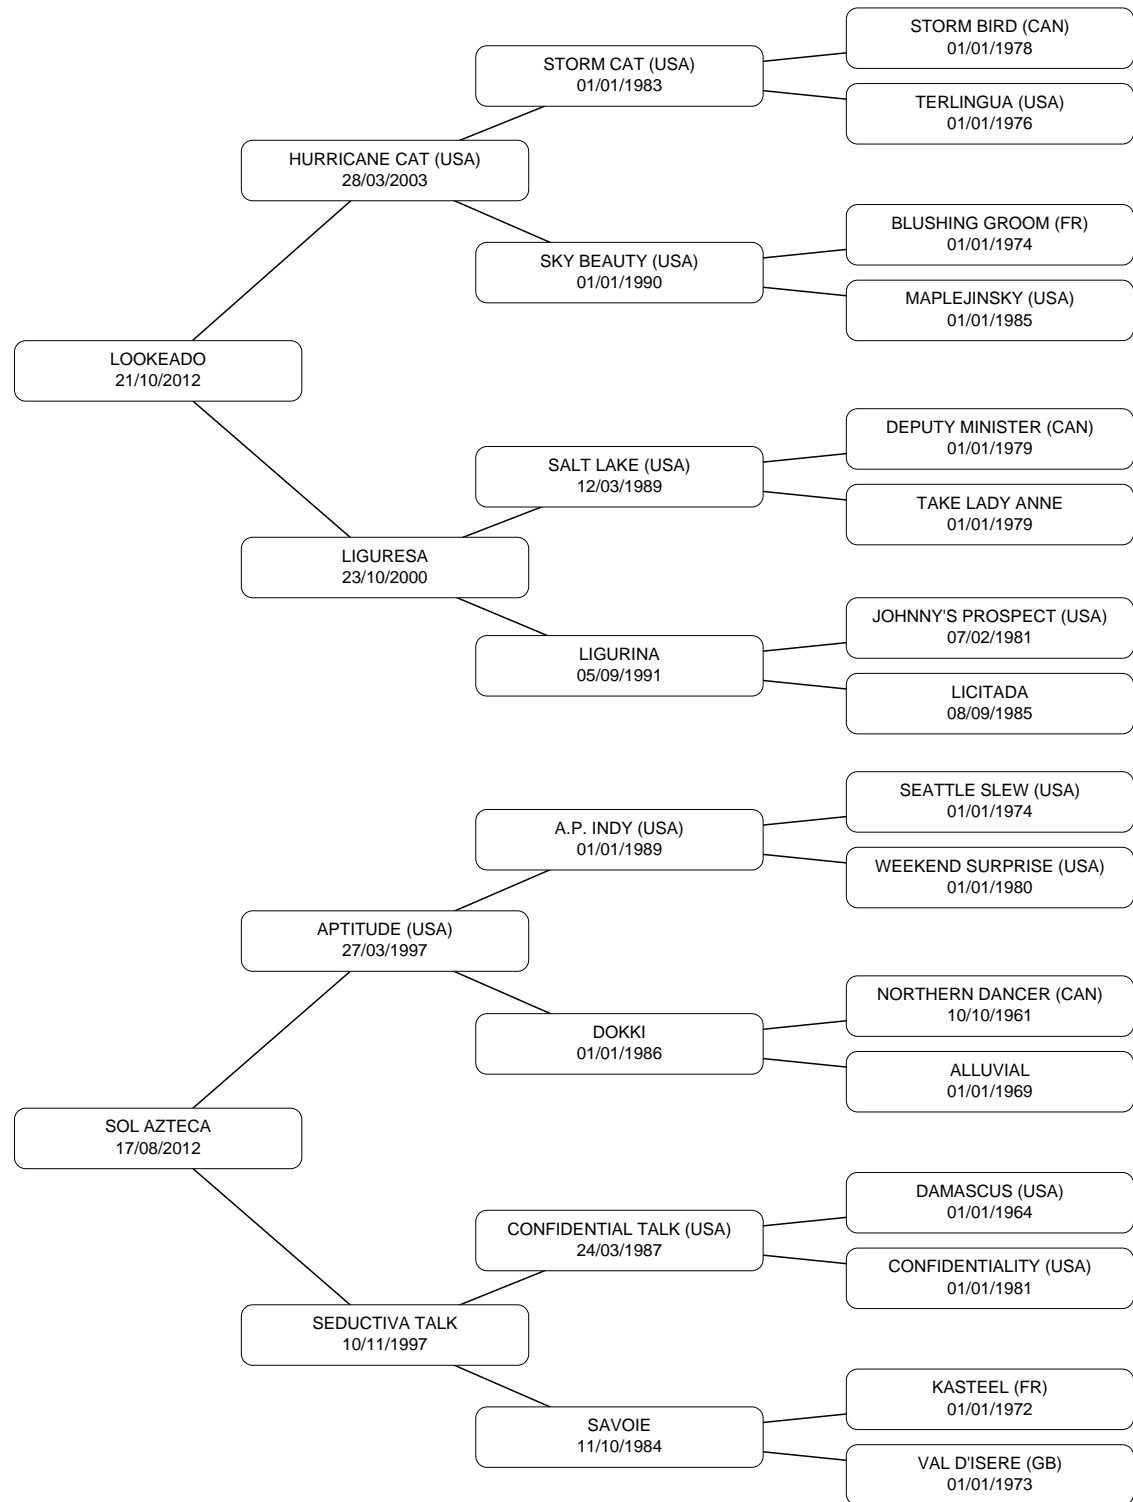 STORM BIRD (CAN)
01/01/1978
STORM CAT (USA)
01/01/1983
TERLINGUA (USA)
01/01/1976
HURRICANE CAT (USA)
28/03/2003
BLUSHING GROOM (FR)
01/01/1974
SKY BEAUTY (USA)
01/01/1990
MAPLEJINSKY (USA)
01/01/1985
LOOKEADO
21/10/2012
DEPUTY MINISTER (CAN)
01/01/1979
SALT LAKE (USA)
12/03/1989
TAKE LADY ANNE
01/01/1979
LIGURESA
23/10/2000
JOHNNY'S PROSPECT (USA)
07/02/1981
LIGURINA
05/09/1991
LICITADA
08/09/1985
SEATTLE SLEW (USA)
01/01/1974
A.P. INDY (USA)
01/01/1989
WEEKEND SURPRISE (USA)
01/01/1980
APTITUDE (USA)
27/03/1997
NORTHERN DANCER (CAN)
10/10/1961
DOKKI
01/01/1986
ALLUVIAL
01/01/1969
SOL AZTECA
17/08/2012
DAMASCUS (USA)
01/01/1964
CONFIDENTIAL TALK (USA)
24/03/1987
CONFIDENTIALITY (USA)
01/01/1981
SEDUCTIVA TALK
10/11/1997
KASTEEL (FR)
01/01/1972
SAVOIE
11/10/1984
VAL D'ISERE (GB)
01/01/1973